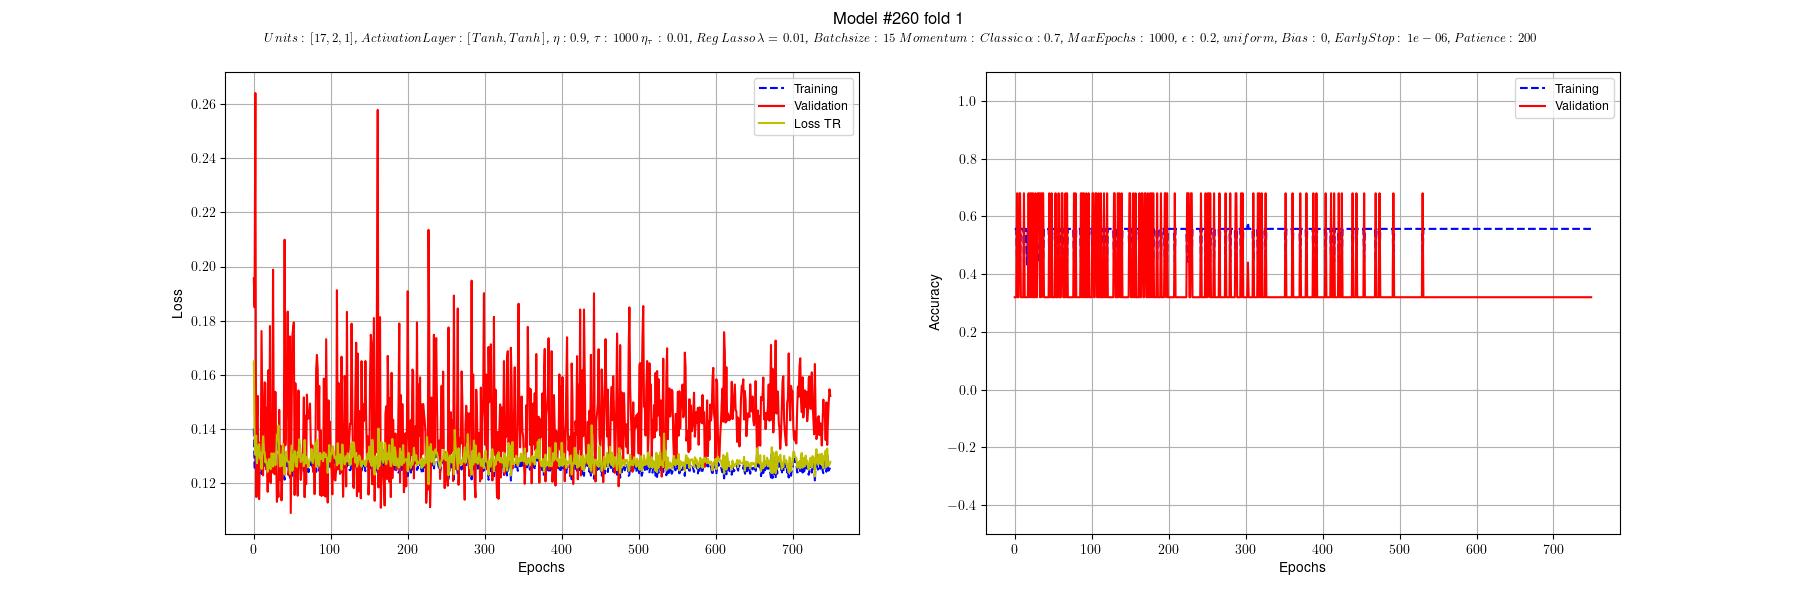 Model #260 fold 1
Units : [17, 2, 1], ActivationLayer : [Tanh, Tanh], η : 0.9, τ : 1000 ητ : 0.01, Reg Lasso λ = 0.01, Batchsize : 15 Momentum : Classic α : 0.7, MaxEpochs : 1000, ϵ : 0.2, uniform, Bias : 0, EarlyStop : 1e − 06, Patience : 200
Loss
0.26
0.24
0.22
0.20
0.18
0.16
0.14
0.12
0 100 200 300 400 500 600 700
Epochs
Training
Validation
Loss TR
Accuracy
1.0
0.8
0.6
0.4
0.2
0.0
−0.2
−0.4
0 100 200 300 400 500 600 700
Epochs
Training
Validation